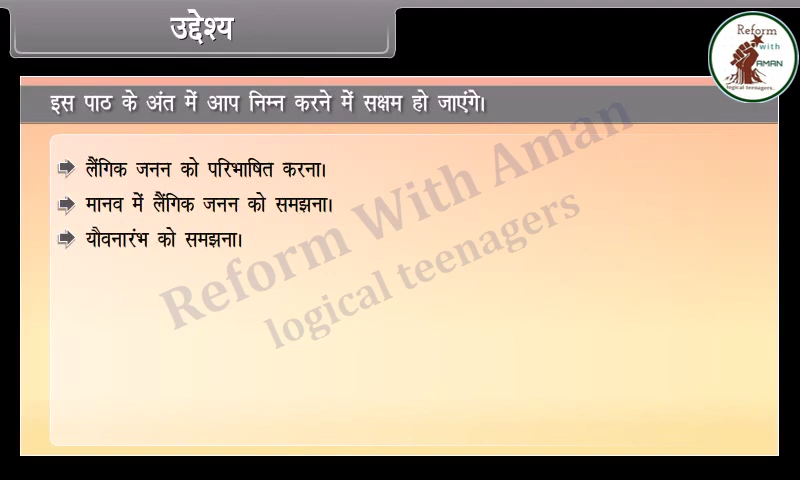 उद्देश्य
Reform
with
AMAN
logical teenagers.
इस पाठ के अंत में आप निम्न करने में सक्षम हो जाएंगे।
लैंगिक जनन को परिभाषित करना।
मानव में लैंगिक जनन को समझना।
यौवनारंभ को समझना।
Reform With Aman
logical teenagers